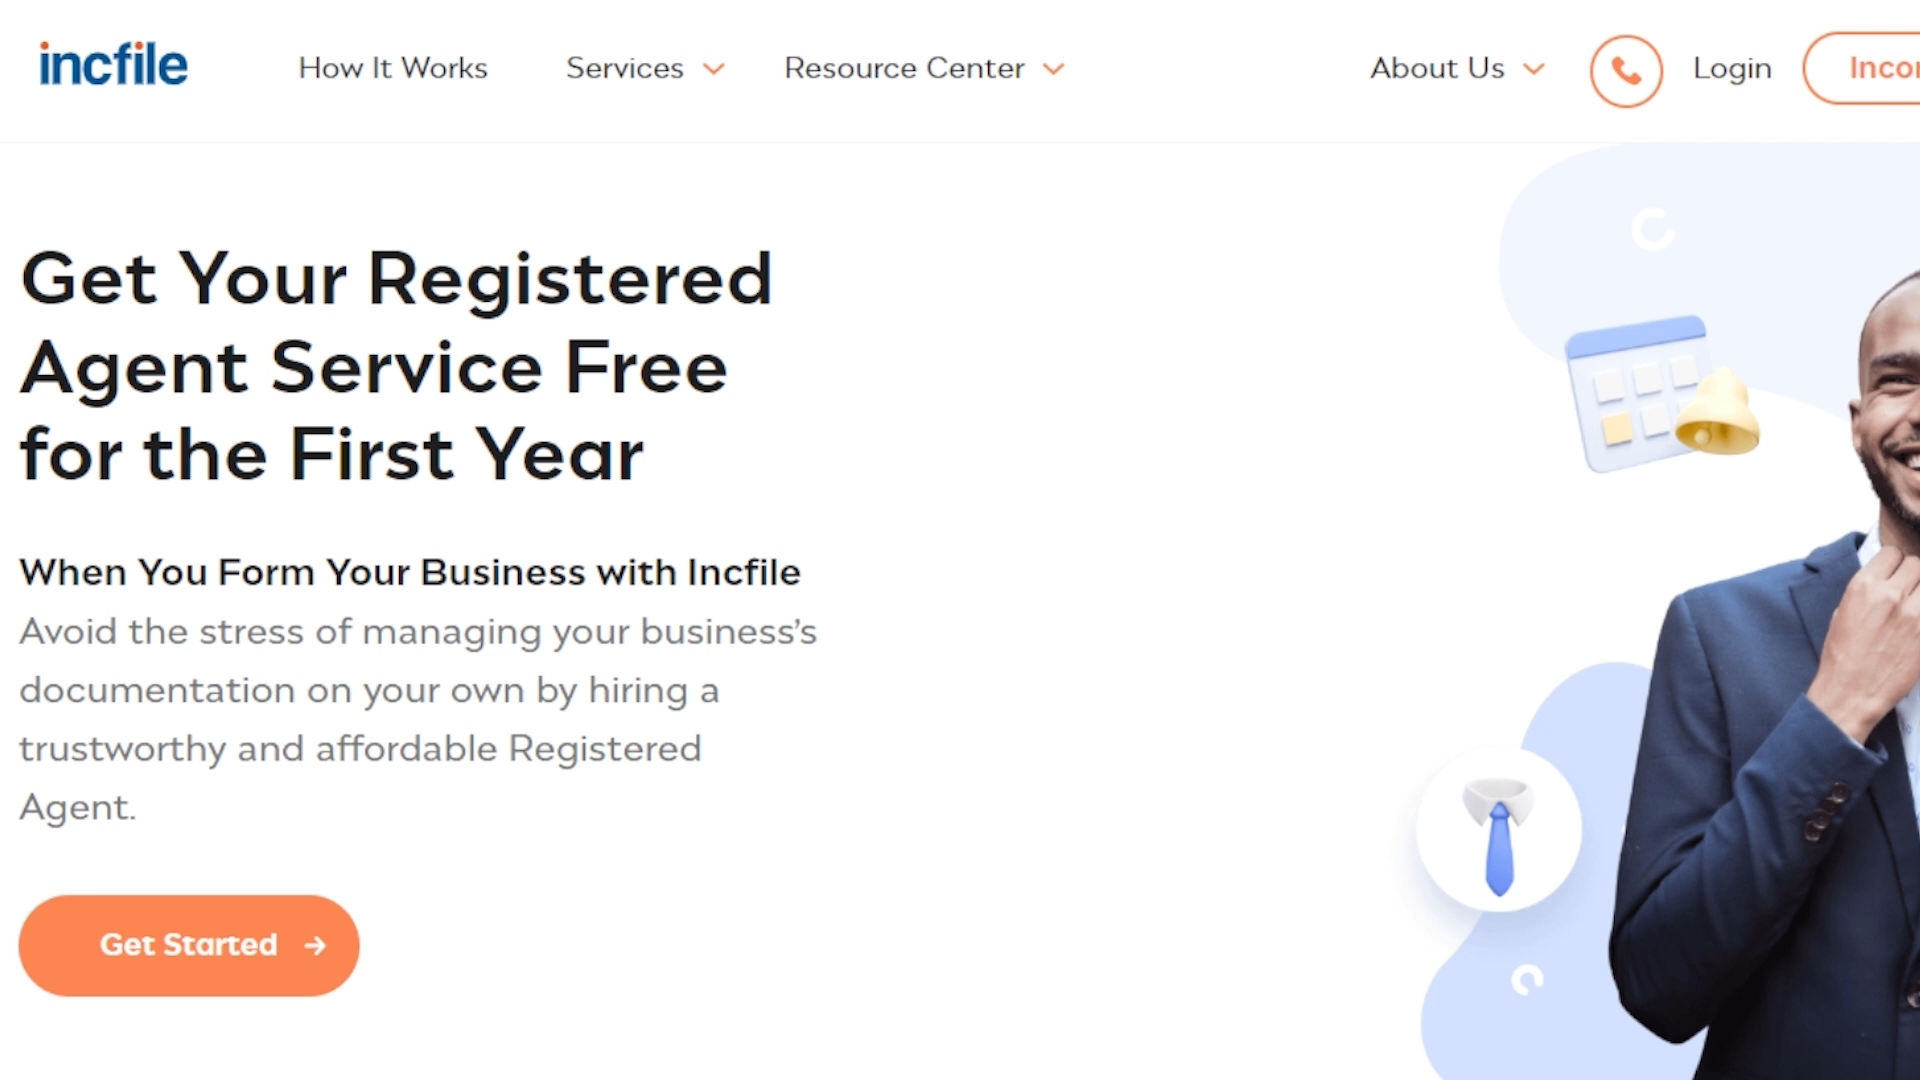 incfile
How It Works
Services
Resource Center
About Us
Login
Get Your Registered
Agent Service Free
for the First Year
When You Form Your Business with Incfile
Avoid the stress of managing your business’s
documentation on your own by hiring a
trustworthy and affordable Registered
Agent.
Get Started